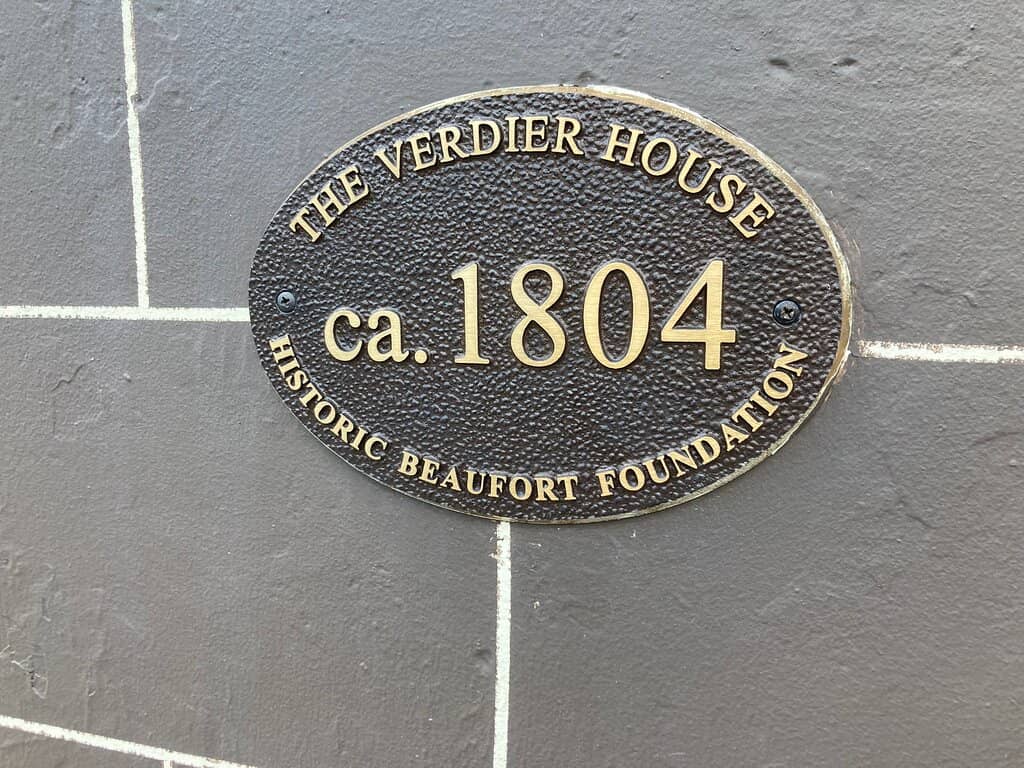 THE VERDIER HOUSE
ca. 1804
HISTORIC BEAUFORT FOUNDATION